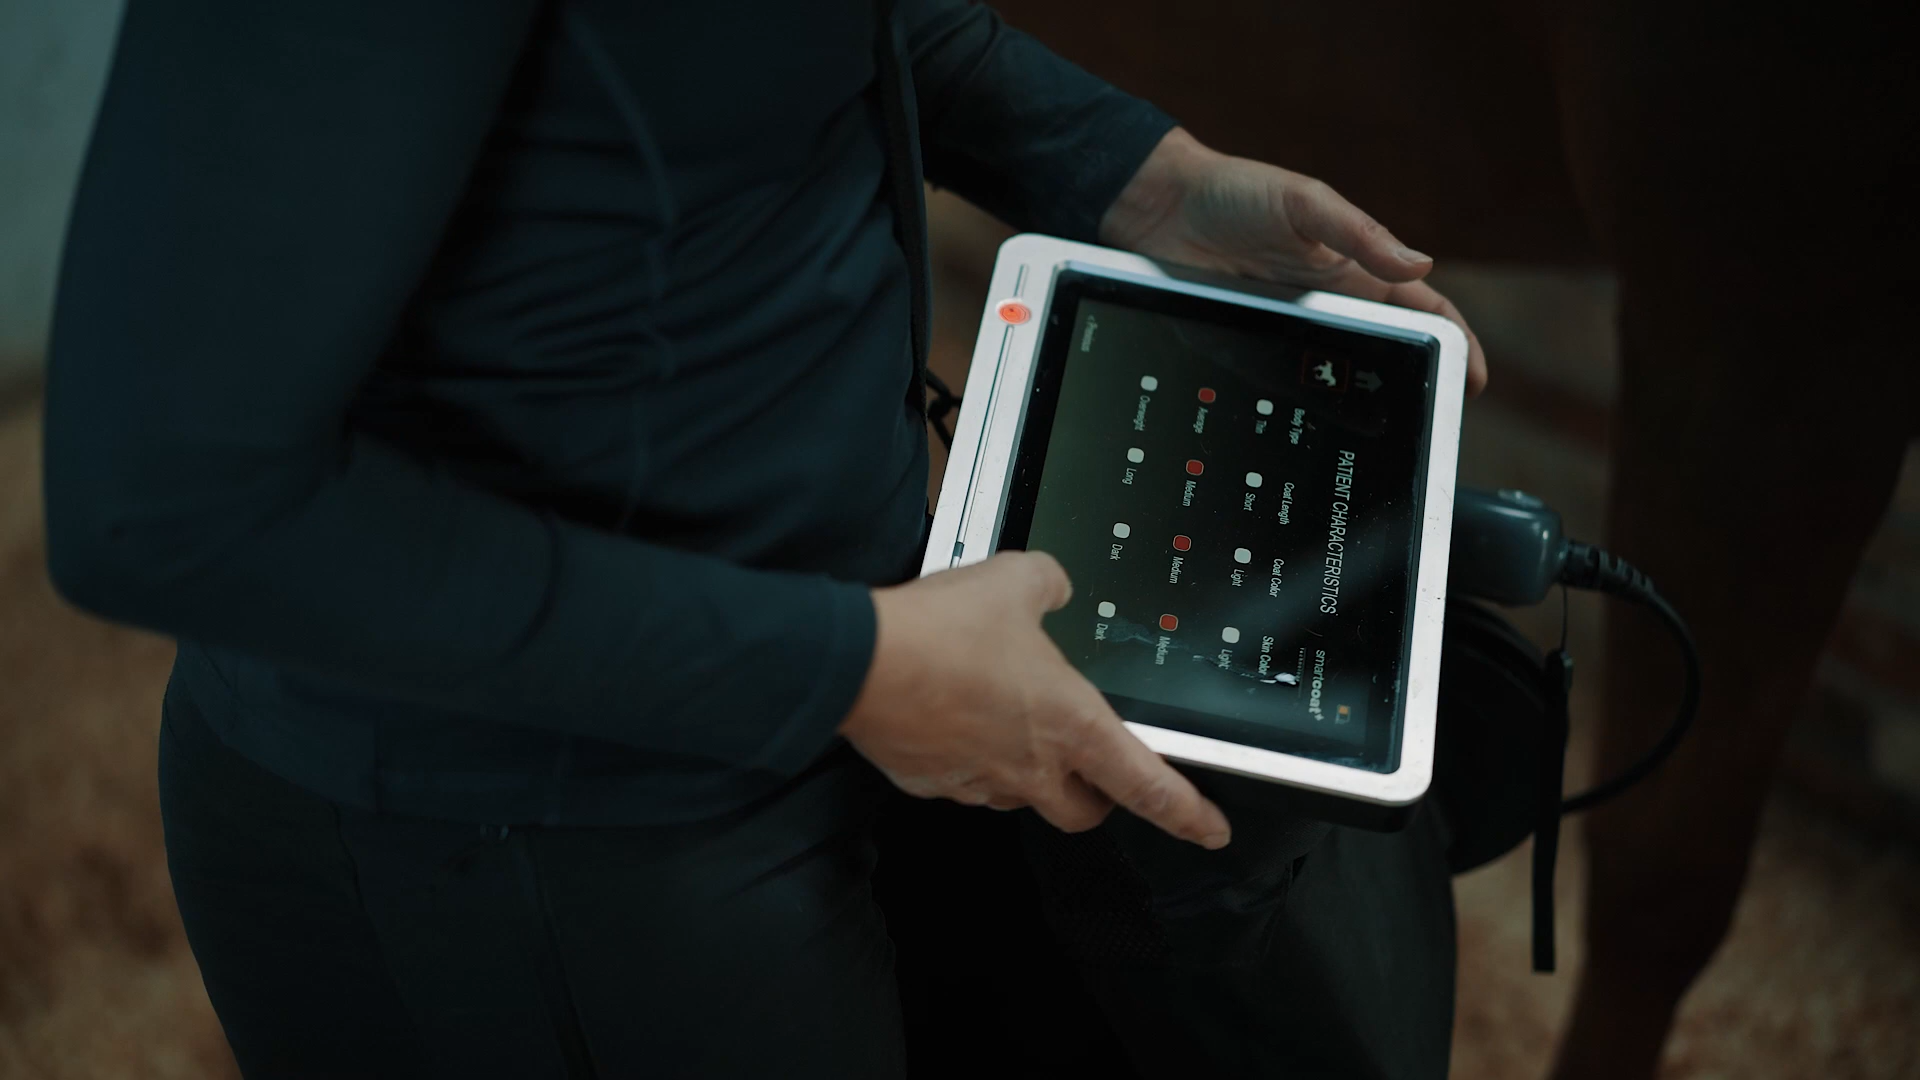 PATIENT CHARACTERISTICS
smartcoat+
Body Type
Coat Length
Coat Color
Skin Color
Thin
Short
Light
Light
Average
Medium
Medium
Medium
Overweight
Long
Dark
Dark
< Previous